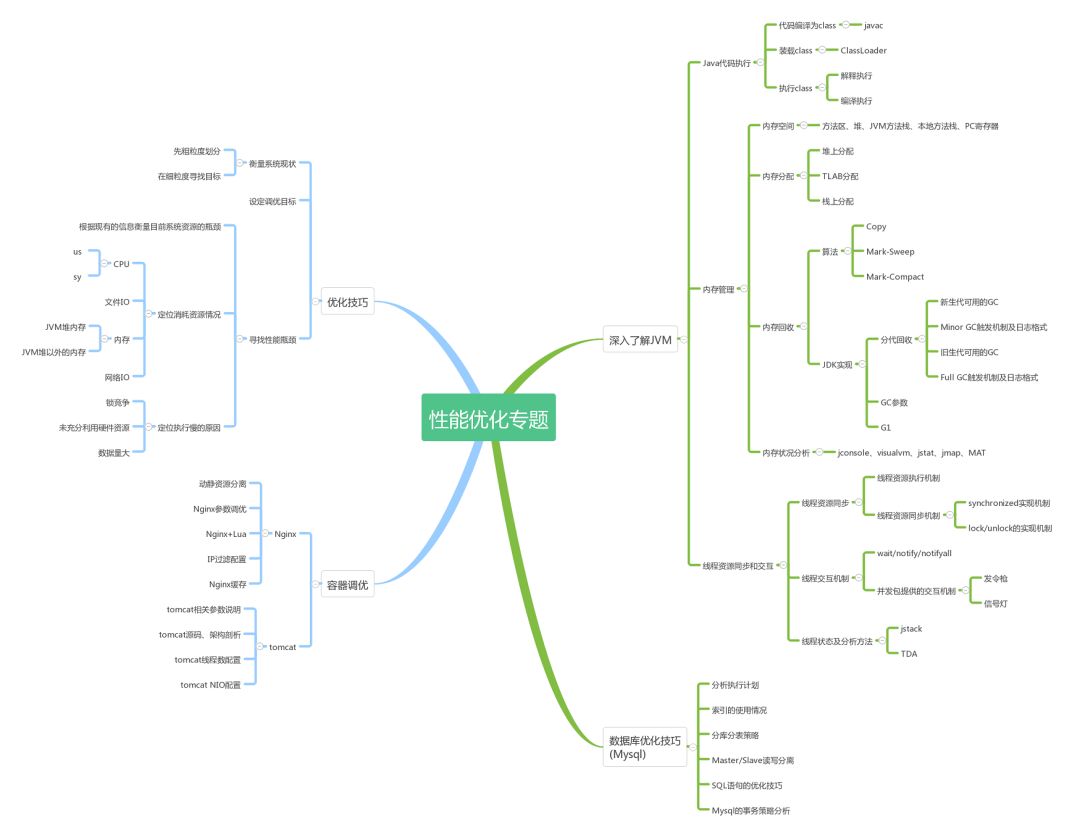 性能优化专题
深入了解JVM
Java代码执行
代码编译为class
javac
装载class
ClassLoader
执行class
解释执行
编译执行
内存管理
内存空间
方法区、堆、JVM方法栈、本地方法栈、PC寄存器
内存分配
堆上分配
TLAB分配
栈上分配
内存回收
算法
Copy
Mark-Sweep
Mark-Compact
JDK实现
分代回收
新生代可用的GC
Minor GC触发机制及日志格式
旧生代可用的GC
Full GC触发机制及日志格式
GC参数
G1
内存状况分析
jconsole、visualvm、jstat、jmap、MAT
线程资源同步和交互
线程资源同步
线程资源执行机制
线程资源同步机制
synchronized实现机制
lock/unlock的实现机制
线程交互机制
wait/notify/notifyall
并发包提供的交互机制
发令枪
信号灯
线程状态及分析方法
jstack
TDA
数据库优化技巧
(Mysql)
分析执行计划
索引的使用情况
分库分表策略
Master/Slave读写分离
SQL语句的优化技巧
Mysql的事务策略分析
优化技巧
衡量系统现状
先粗粒度划分
在细粒度寻找目标
设定调优目标
寻找性能瓶颈
根据现有的信息衡量目前系统资源的瓶颈
定位消耗资源情况
CPU
us
sy
文件IO
内存
JVM堆内存
JVM堆以外的内存
网络IO
定位执行慢的原因
锁竞争
未充分利用硬件资源
数据量大
容器调优
Nginx
动静资源分离
Nginx参数调优
Nginx+Lua
IP过滤配置
Nginx缓存
tomcat
tomcat相关参数说明
tomcat源码、架构剖析
tomcat线程数配置
tomcat NIO配置